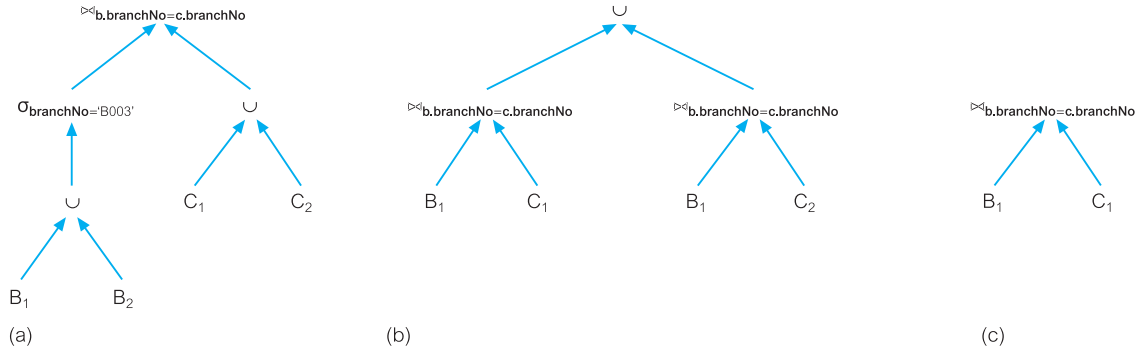 ⋈b.branchNo=c.branchNo
∪
σbranchNo='B003'
∪
⋈b.branchNo=c.branchNo
⋈b.branchNo=c.branchNo
⋈b.branchNo=c.branchNo
∪
C1
C2
B1
C1
B1
C2
B1
C1
B1
B2
(a)
(b)
(c)